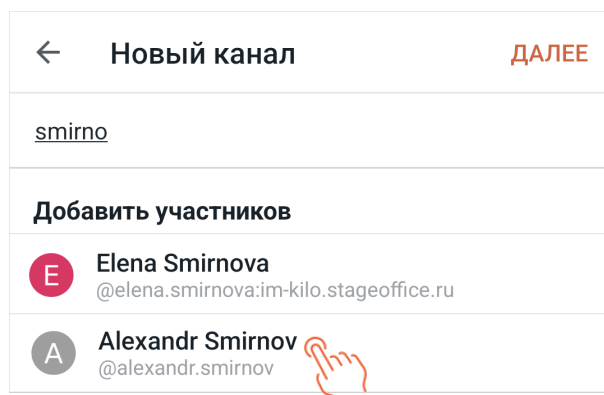 Новый канал ДАЛЕЕ
smirno
Добавить участников
E
Elena Smirnova
@elena.smirnova:im-kilo.stageoffice.ru
A
Alexandr Smirnov
@alexandr.smirnov